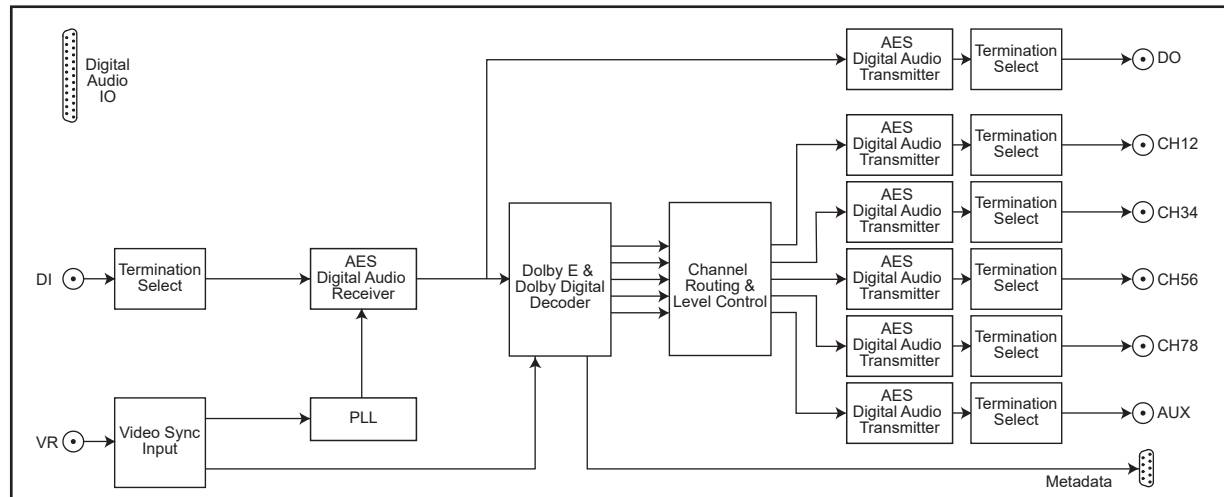 Digital
Audio
IO
AES
Digital Audio
Transmitter
Termination
Select
DO
AES
Digital Audio
Transmitter
Termination
Select
CH12
AES
Digital Audio
Transmitter
Termination
Select
CH34
DI
Termination
Select
AES
Digital Audio
Receiver
Dolby E &
Dolby Digital
Decoder
Channel
Routing &
Level Control
AES
Digital Audio
Transmitter
Termination
Select
CH56
AES
Digital Audio
Transmitter
Termination
Select
CH78
VR
Video Sync
Input
PLL
AES
Digital Audio
Transmitter
Termination
Select
AUX
Metadata